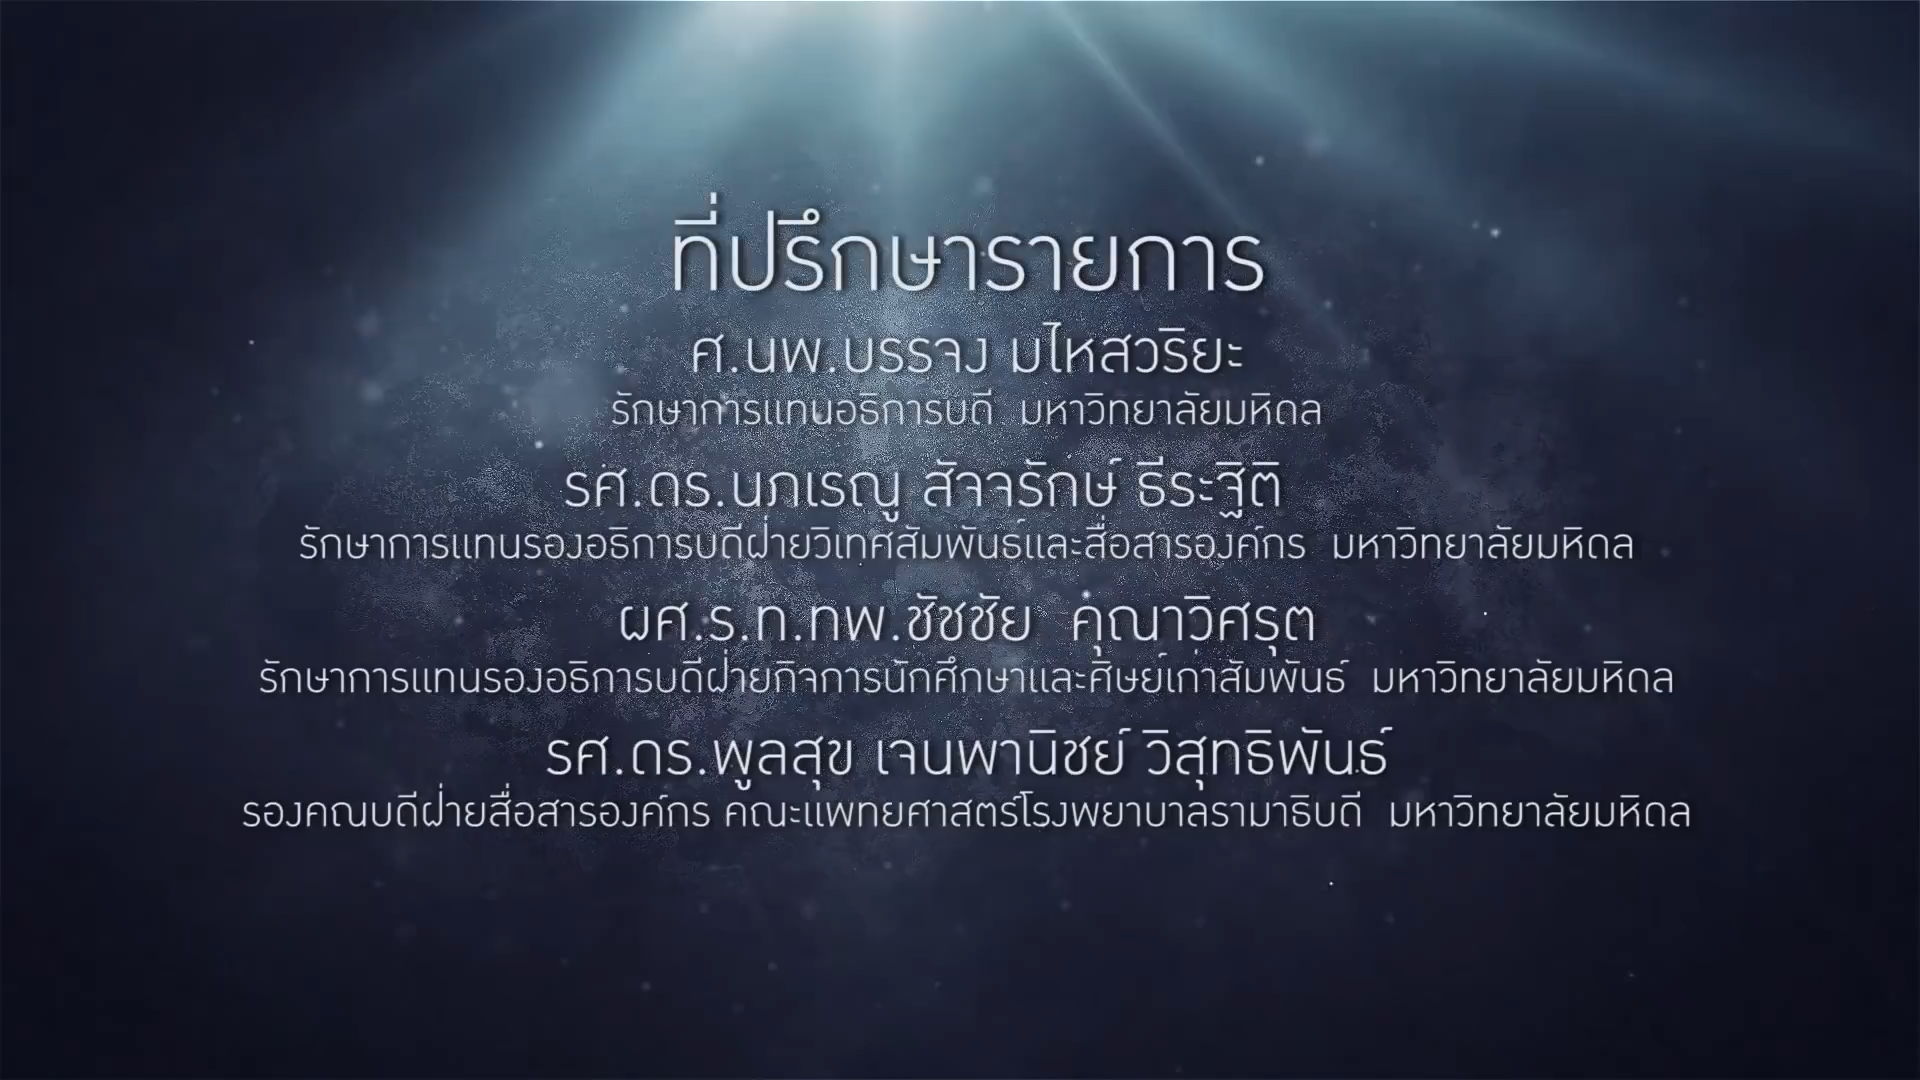 ที่ปรึกษารายการ
ศ.นพ.บรรจง มไหสวริยะ
รักษาการแทนอธิการบดี มหาวิทยาลัยมหิดล
รศ.ดร.นภเรณู สัจจรักษ์ ธีระฐิติ
รักษาการแทนรองอธิการบดีฝ่ายวิเทศสัมพันธ์และสื่อสารองค์กร มหาวิทยาลัยมหิดล
ผศ.ร.ท.ทพ.ชัชชัย คุณาวิศรุต
รักษาการแทนรองอธิการบดีฝ่ายกิจการนักศึกษาและศิษย์เก่าสัมพันธ์ มหาวิทยาลัยมหิดล
รศ.ดร.พูลสุข เจนพานิชย์ วิสุทธิพันธ์
รองคณบดีฝ่ายสื่อสารองค์กร คณะแพทยศาสตร์โรงพยาบาลรามาธิบดี มหาวิทยาลัยมหิดล